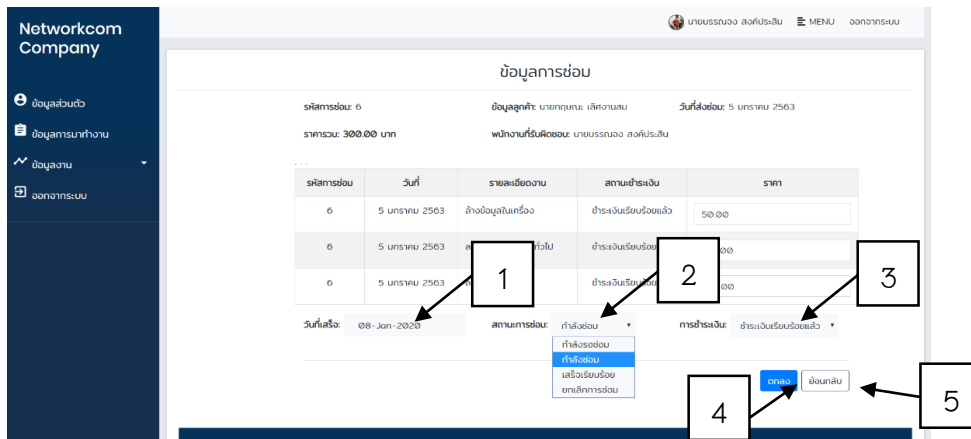 Networkcom
Company
นายบรรณจง สงค์ประสิน MENU ออกจากระบบ
ข้อมูลส่วนตัว
ข้อมูลการมาทำงาน
ข้อมูลงาน
ออกจากระบบ
ข้อมูลการซ่อม
รหัสการซ่อม: 6 ข้อมูลลูกค้า: นายกฤษณะ เลิศงานสม วันที่ส่งซ่อม: 5 มกราคม 2563
ราคารวม: 300.00 บาท พนักงานที่รับผิดชอบ: นายบรรณจง สงค์ประสิน
...
รหัสการซ่อม วันที่ รายละเอียดงาน สถานะชำระเงิน ราคา
6 5 มกราคม 2563 ล้างข้อมูลในเครื่อง ชำระเงินเรียบร้อยแล้ว 50.00
6 5 มกราคม 2563 ทั่วไป ชำระเงินเรียบร้อย 00
6 5 มกราคม 2563 ชำระเงินเรียบร้อย 00
1
2
3
วันที่เสร็จ: 08-Jan-2020 สถานะการซ่อม: กำลังซ่อม การชำระเงิน: ชำระเงินเรียบร้อยแล้ว
กำลังรอซ่อม
กำลังซ่อม
เสร็จเรียบร้อย
ยกเลิกการซ่อม
ตกลง ย้อนกลับ
4
5